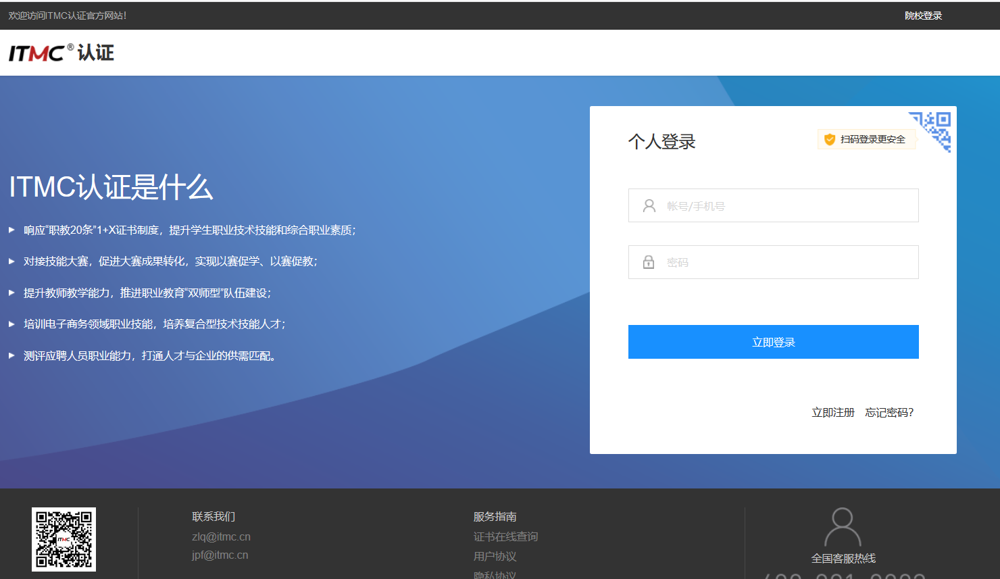 欢迎访问ITMC认证官方网站！
院校登录
ITMC®认证
ITMC认证是什么
响应“职教20条”1+X证书制度，提升学生职业技术技能和综合职业素质；
对接技能大赛，促进大赛成果转化，实现以赛促学、以赛促教；
提升教师教学能力，推进职业教育“双师型”队伍建设；
培训电子商务领域职业技能，培养复合型技术技能人才；
测评应聘人员职业能力，打通人才与企业的供需匹配。
个人登录
扫码登录更安全
帐号/手机号
密码
立即登录
立即注册 忘记密码？
ITMC
联系我们
zlq@itmc.cn
jpf@itmc.cn
服务指南
证书在线查询
用户协议
隐私协议
全国客服热线